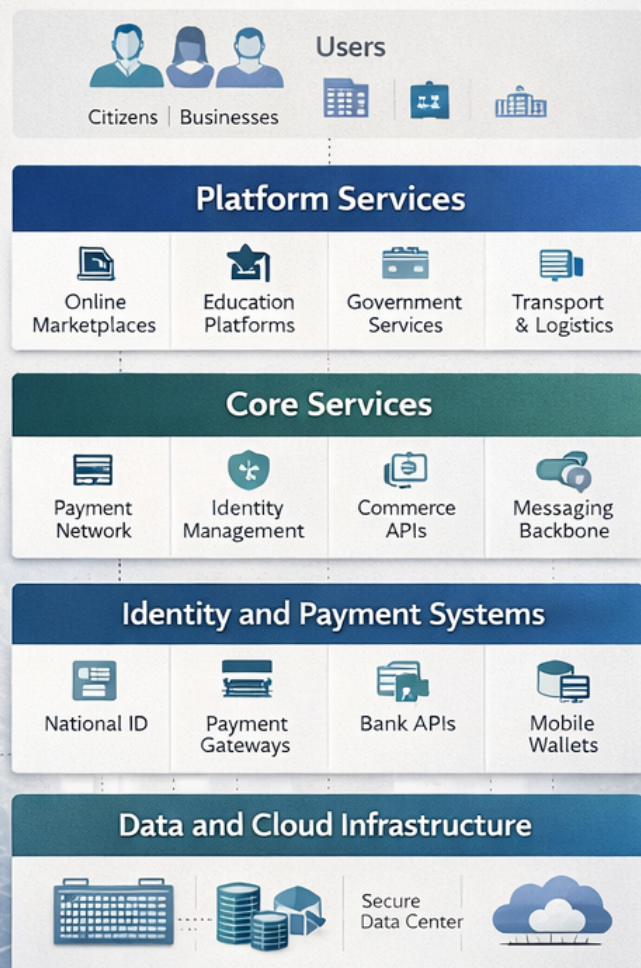 Users
Citizens | Businesses
Platform Services
Online
Marketplaces
Education
Platforms
Government
Services
Transport
& Logistics
Core Services
Payment
Network
Identity
Management
Commerce
APIs
Messaging
Backbone
Identity and Payment Systems
National ID
Payment
Gateways
Bank APIs
Mobile
Wallets
Data and Cloud Infrastructure
Secure
Data Center